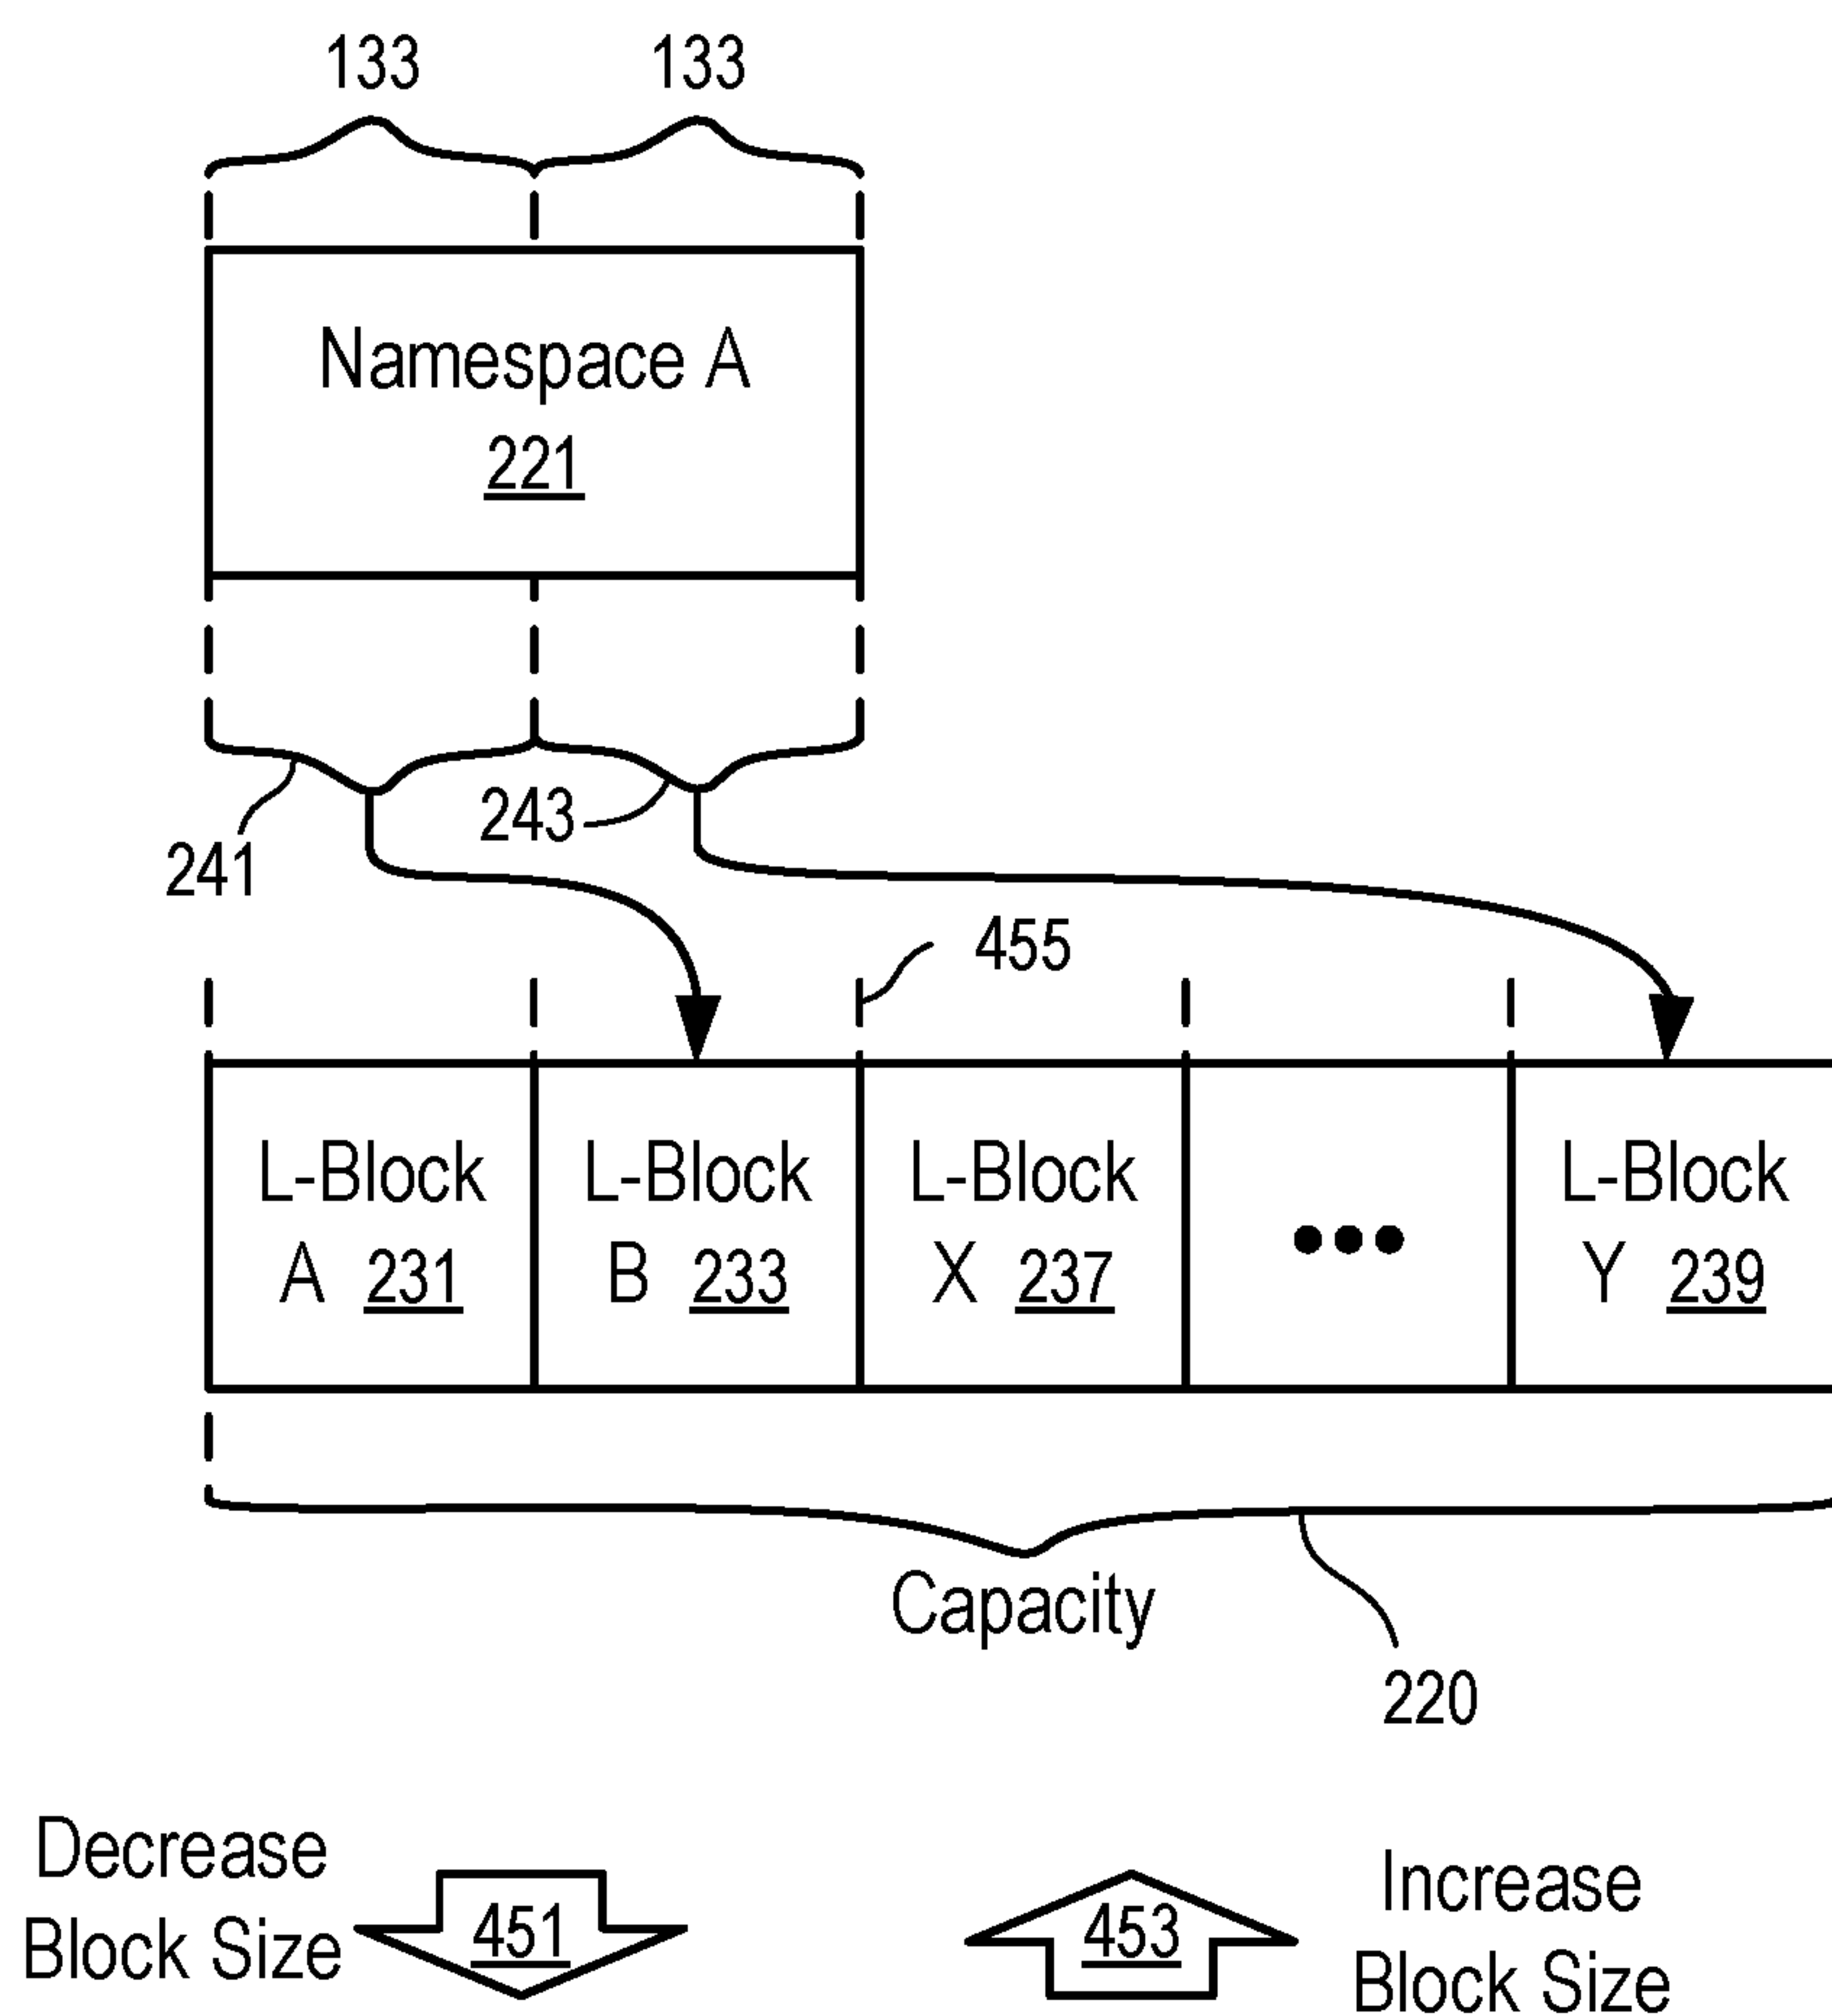 133 133
Namespace A
221
243
241
455
L-Block L-Block L-Block L-Block
A 231 B 233 X 237 ●●● Y 239
Capacity
220
Decrease
Block Size
451
453
Increase
Block Size